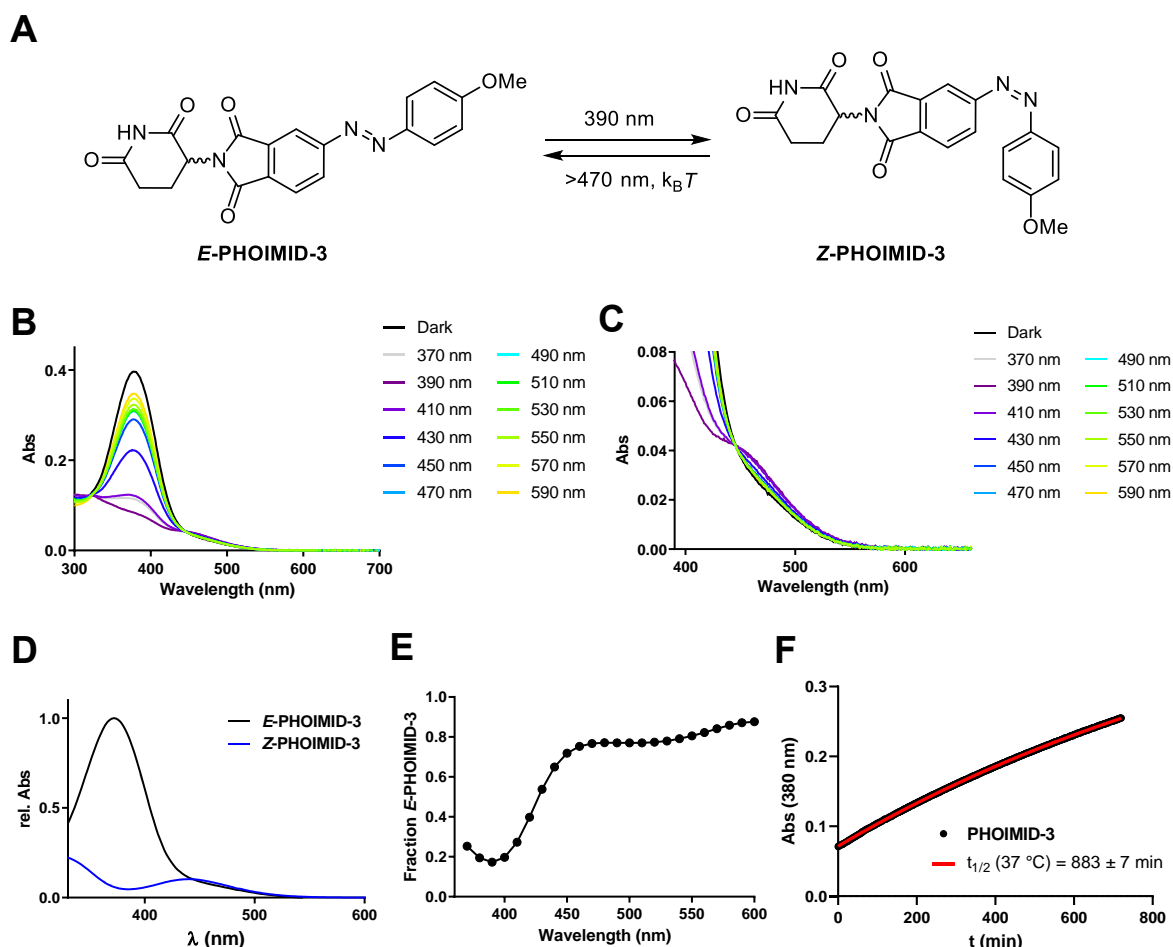 A
OMe
O
O
O
HN
N
N
N
O
O
E-PHOIMID-3
390 nm
>470 nm, kBT
O
O
N
N
HN
N
O
O
OMe
Z-PHOIMID-3
B
0.4
0.2
0.0
Abs
300 400 500 600 700
Wavelength (nm)
Dark
370 nm 490 nm
390 nm 510 nm
410 nm 530 nm
430 nm 550 nm
450 nm 570 nm
470 nm 590 nm
C
0.08
0.06
0.04
0.02
0.00
Abs
400 500 600
Wavelength (nm)
Dark
370 nm 490 nm
390 nm 510 nm
410 nm 530 nm
430 nm 550 nm
450 nm 570 nm
470 nm 590 nm
D
1.0
0.5
0.0
rel. Abs
400 500 600
λ (nm)
E-PHOIMID-3
Z-PHOIMID-3
E
1.0
0.8
0.6
0.4
0.2
0.0
Fraction E-PHOIMID-3
400 450 500 550 600
Wavelength (nm)
F
0.3
0.2
0.1
0.0
Abs (380 nm)
0 200 400 600 800
t (min)
PHOIMID-3
t1/2 (37 °C) = 883 ± 7 min